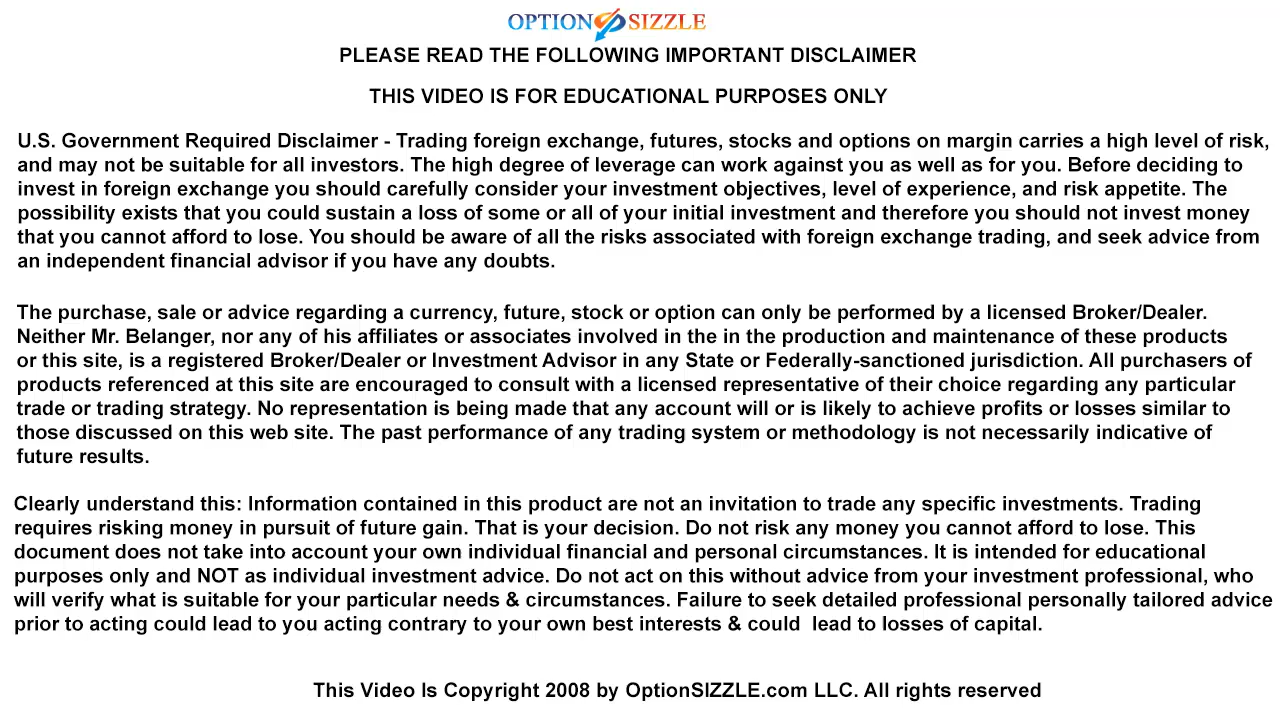 OPTION SIZZLE
PLEASE READ THE FOLLOWING IMPORTANT DISCLAIMER
THIS VIDEO IS FOR EDUCATIONAL PURPOSES ONLY
U.S. Government Required Disclaimer - Trading foreign exchange, futures, stocks and options on margin carries a high level of risk,
and may not be suitable for all investors. The high degree of leverage can work against you as well as for you. Before deciding to
invest in foreign exchange you should carefully consider your investment objectives, level of experience, and risk appetite. The
possibility exists that you could sustain a loss of some or all of your initial investment and therefore you should not invest money
that you cannot afford to lose. You should be aware of all the risks associated with foreign exchange trading, and seek advice from
an independent financial advisor if you have any doubts.
The purchase, sale or advice regarding a currency, future, stock or option can only be performed by a licensed Broker/Dealer.
Neither Mr. Belanger, nor any of his affiliates or associates involved in the in the production and maintenance of these products
or this site, is a registered Broker/Dealer or Investment Advisor in any State or Federally-sanctioned jurisdiction. All purchasers of
products referenced at this site are encouraged to consult with a licensed representative of their choice regarding any particular
trade or trading strategy. No representation is being made that any account will or is likely to achieve profits or losses similar to
those discussed on this web site. The past performance of any trading system or methodology is not necessarily indicative of
future results.
Clearly understand this: Information contained in this product are not an invitation to trade any specific investments. Trading
requires risking money in pursuit of future gain. That is your decision. Do not risk any money you cannot afford to lose. This
document does not take into account your own individual financial and personal circumstances. It is intended for educational
purposes only and NOT as individual investment advice. Do not act on this without advice from your investment professional, who
will verify what is suitable for your particular needs & circumstances. Failure to seek detailed professional personally tailored advice
prior to acting could lead to you acting contrary to your own best interests & could  lead to losses of capital.
This Video Is Copyright 2008 by OptionSIZZLE.com LLC. All rights reserved